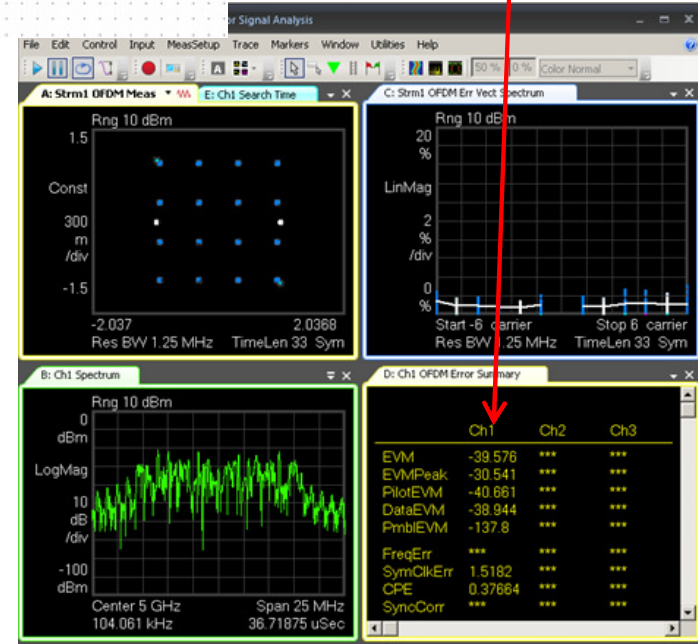 or Signal Analysis
File Edit Control Input MeasSetup Trace Markers Window Utilities Help
50 % 0 % Color Normal
A: Strm1 OFDM Meas E: Ch1 Search Time
Rng 10 dBm
1.5
Const
300
m
/div
-1.5
-2.037 2.0368
Res BW 1.25 MHz TimeLen 33 Sym
C: Strm1 OFDM Err Vect Spectrum
Rng 10 dBm
20
%
LinMag
2
%
/div
0
%
Start -6 carrier Stop 6 carrier
Res BW 1.25 MHz TimeLen 33 Sym
B: Ch1 Spectrum
Rng 10 dBm
0
dBm
LogMag
10
dB
/div
-100
dBm
Center 5 GHz Span 25 MHz
104.061 kHz 36.71875 uSec
D: Ch1 OFDM Error Summary
Ch1 Ch2 Ch3
EVM -39.576 *** ***
EVMPeak -30.541 *** ***
PilotEVM -40.661 *** ***
DataEVM -38.944 *** ***
PmblEVM -137.8 *** ***
FreqErr *** *** ***
SymClkErr 1.5182 *** ***
CPE 0.37664 *** ***
SyncCorr *** *** ***